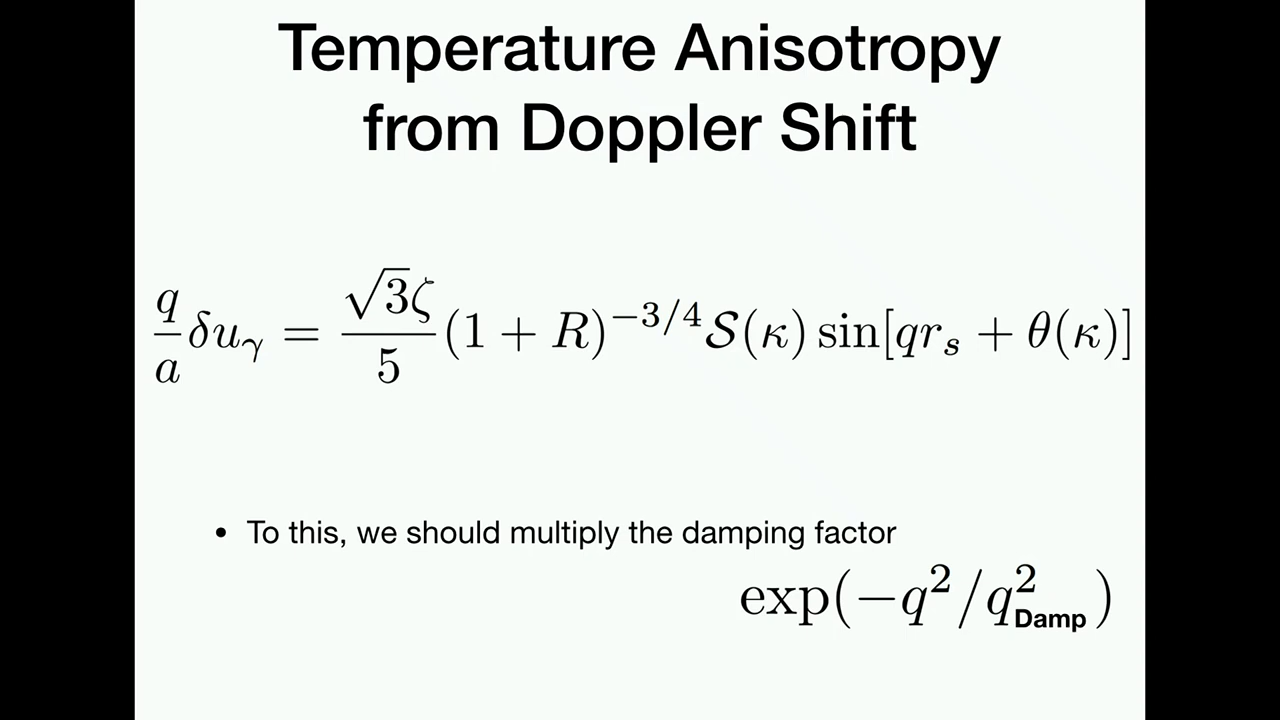 Temperature Anisotropy
from Doppler Shift
\frac{q}{a}\delta u_\gamma = \frac{\sqrt{3}\zeta}{5}(1 + R)^{-3/4}\mathcal{S}(\kappa)\sin[qr_s + \theta(\kappa)]
• To this, we should multiply the damping factor
\exp(-q^2/q^2_{\text{Damp}})